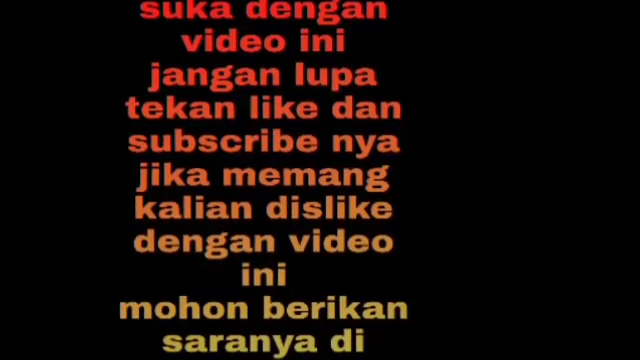 suka dengan
video ini
jangan lupa
tekan like dan
subscribe nya
jika memang
kalian dislike
dengan video
ini
mohon berikan
saranya di